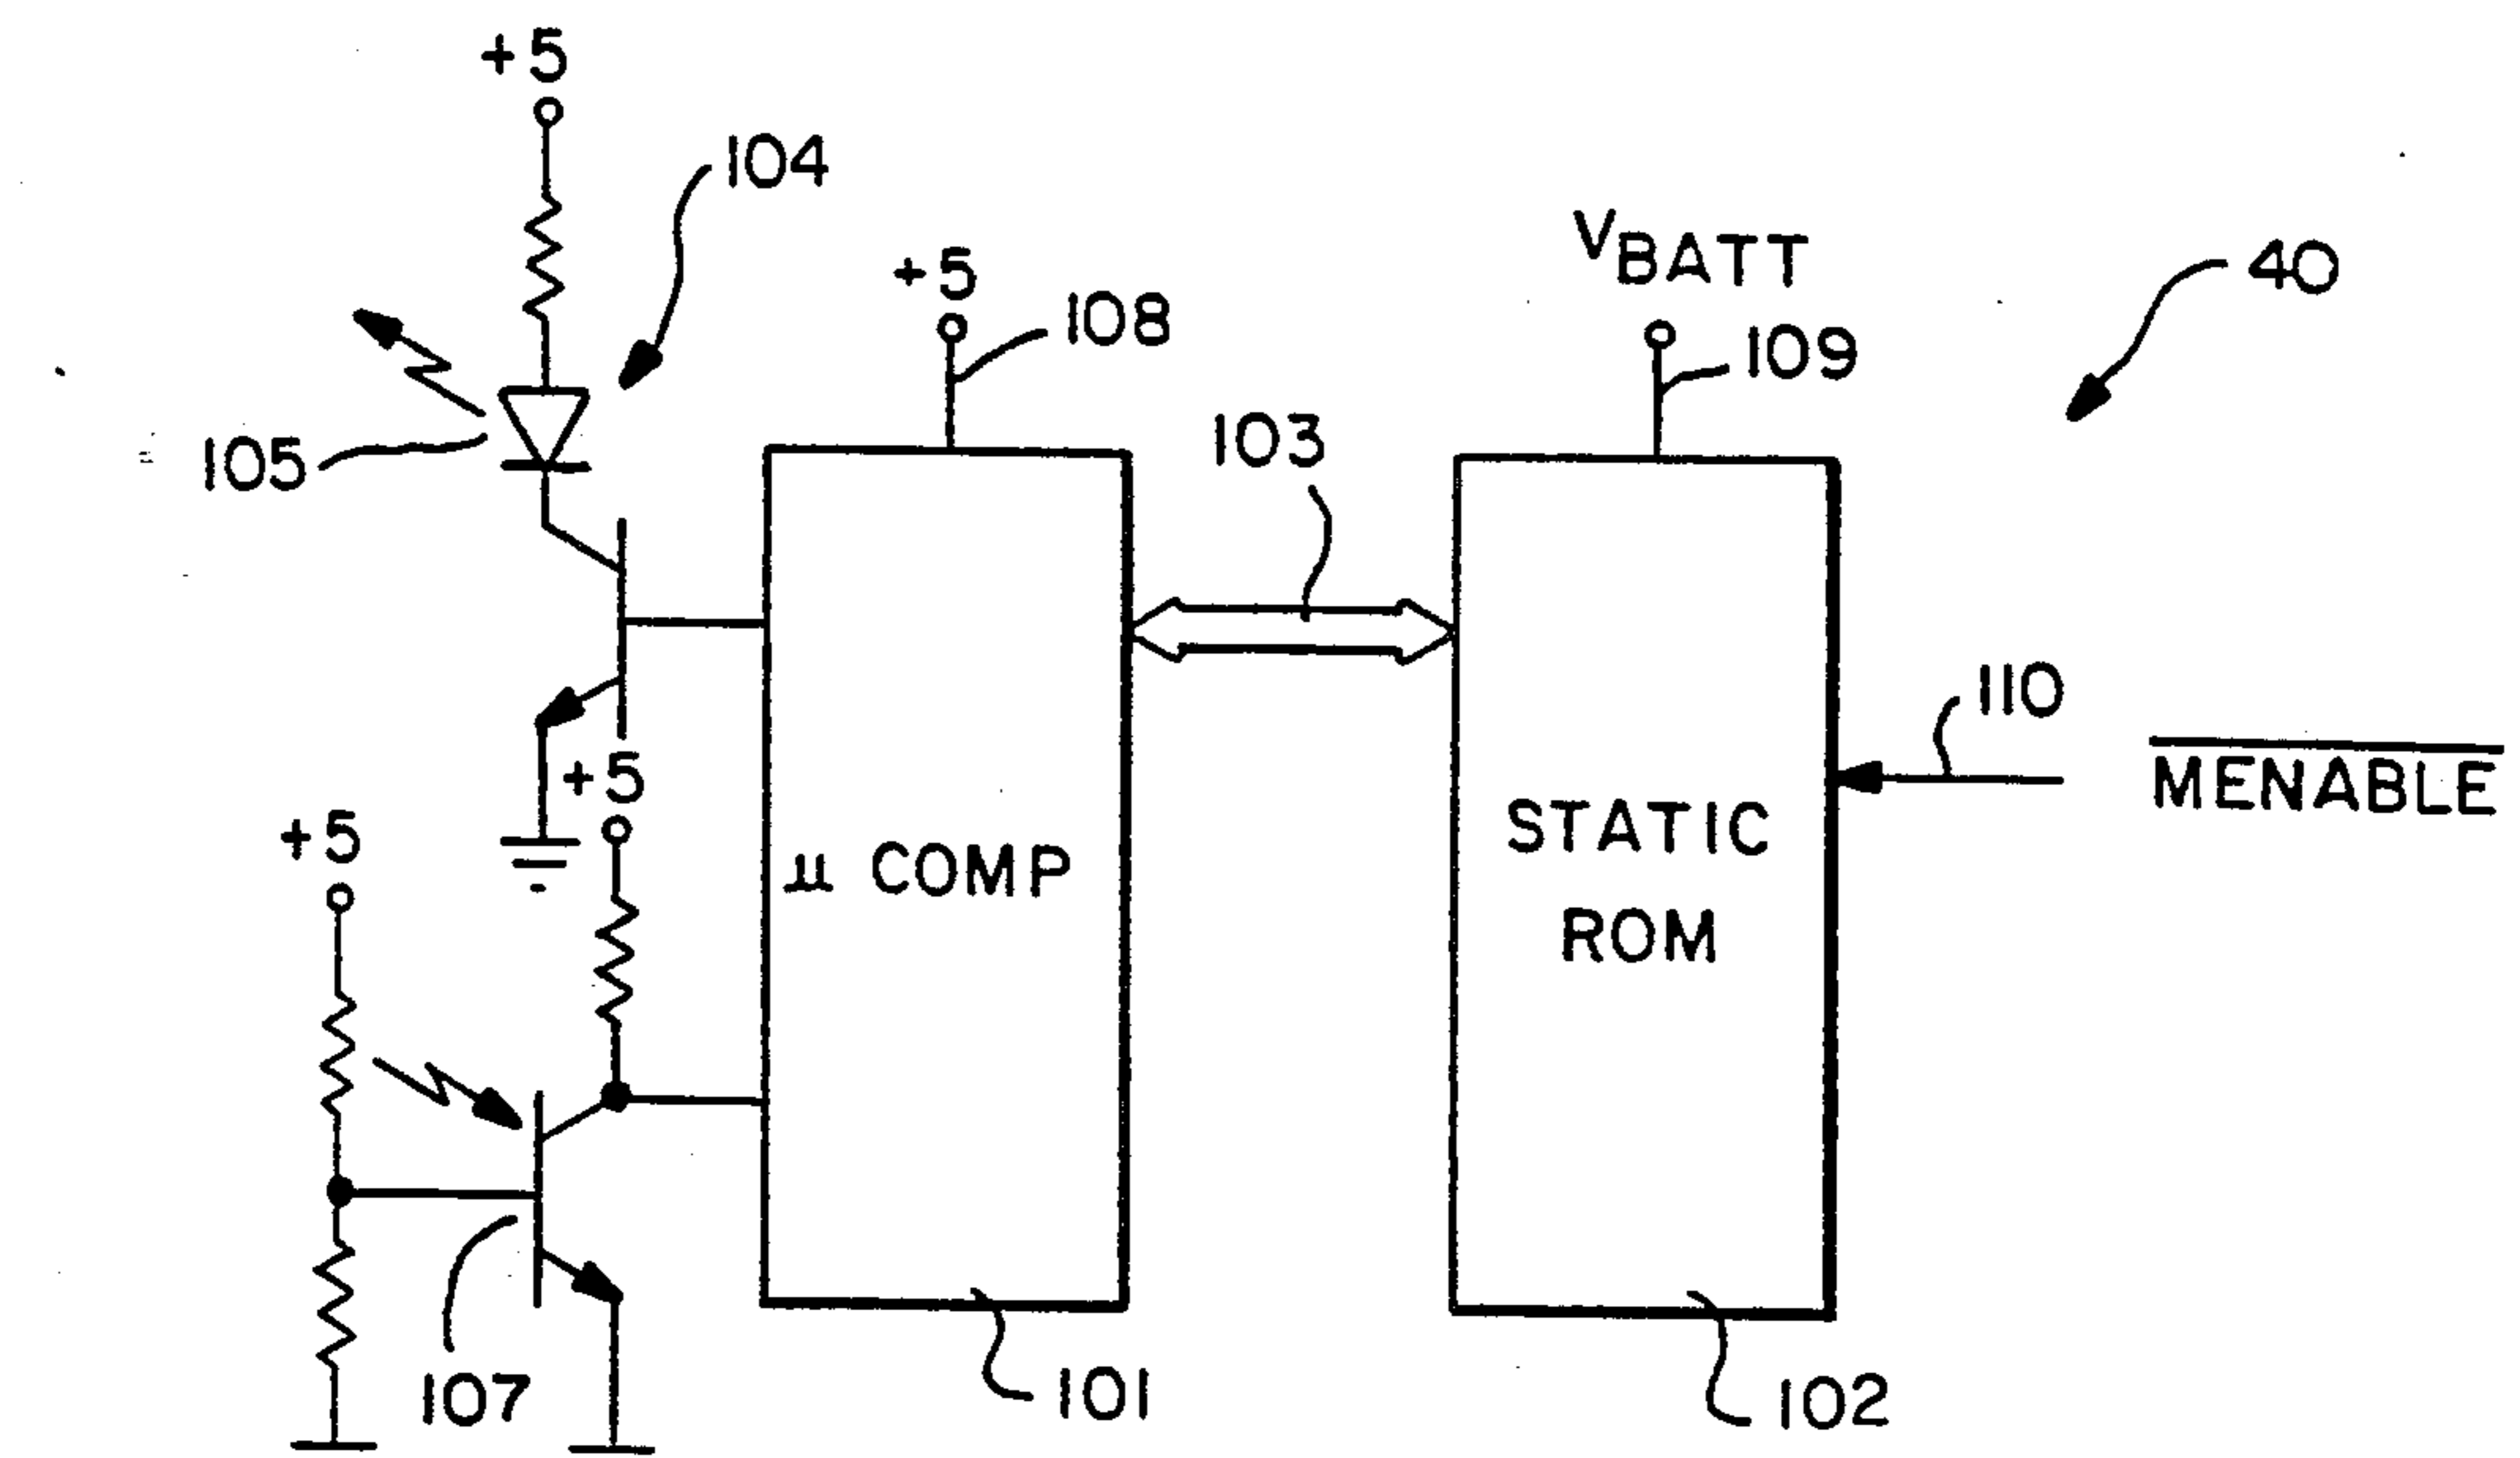 +5
104
+5
108
VBATT
109
40
105
103
110
MENABLE
+5
+5
μ COMP
STATIC
ROM
107
101
102